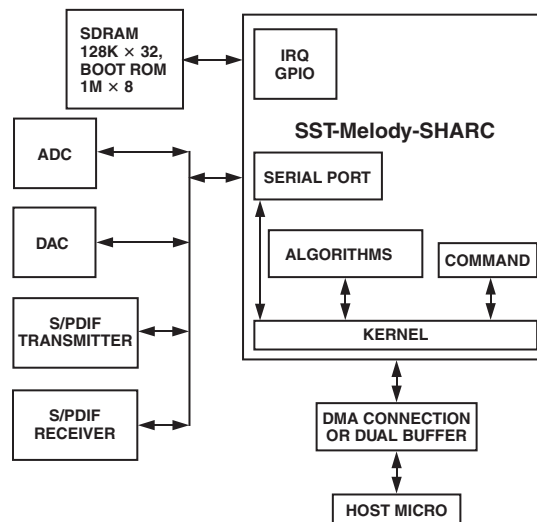 SDRAM
128K × 32,
BOOT ROM
1M × 8
IRQ
GPIO
SST-Melody-SHARC
ADC
SERIAL PORT
DAC
ALGORITHMS
COMMAND
S/PDIF
TRANSMITTER
KERNEL
S/PDIF
RECEIVER
DMA CONNECTION
OR DUAL BUFFER
HOST MICRO